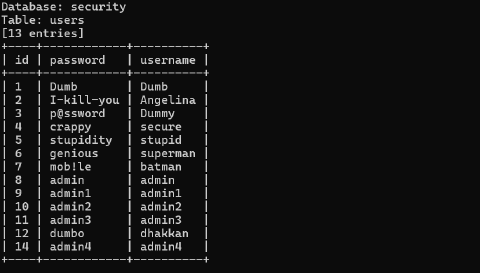 Database: security
Table: users
[13 entries]
+----+------------+----------+
| id | password   | username |
+----+------------+----------+
| 1  | Dumb       | Dumb     |
| 2  | I-kill-you | Angelina |
| 3  | p@ssword   | Dummy    |
| 4  | crappy     | secure   |
| 5  | stupidity  | stupid   |
| 6  | genious    | superman |
| 7  | mob!le     | batman   |
| 8  | admin      | admin    |
| 9  | admin1     | admin1   |
| 10 | admin2     | admin2   |
| 11 | admin3     | admin3   |
| 12 | dumbo      | dhakkan  |
| 14 | admin4     | admin4   |
+----+------------+----------+